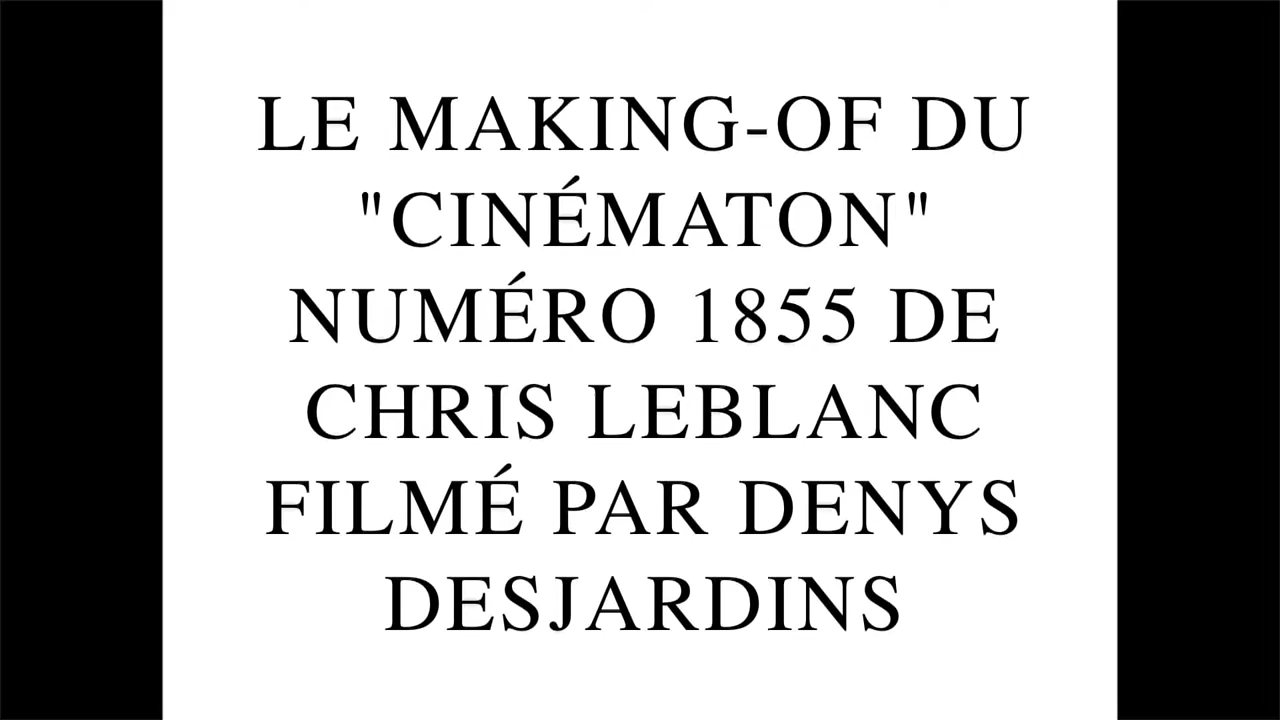 LE MAKING-OF DU
"CINÉMATON"
NUMÉRO 1855 DE
CHRIS LEBLANC
FILMÉ PAR DENYS
DESJARDINS